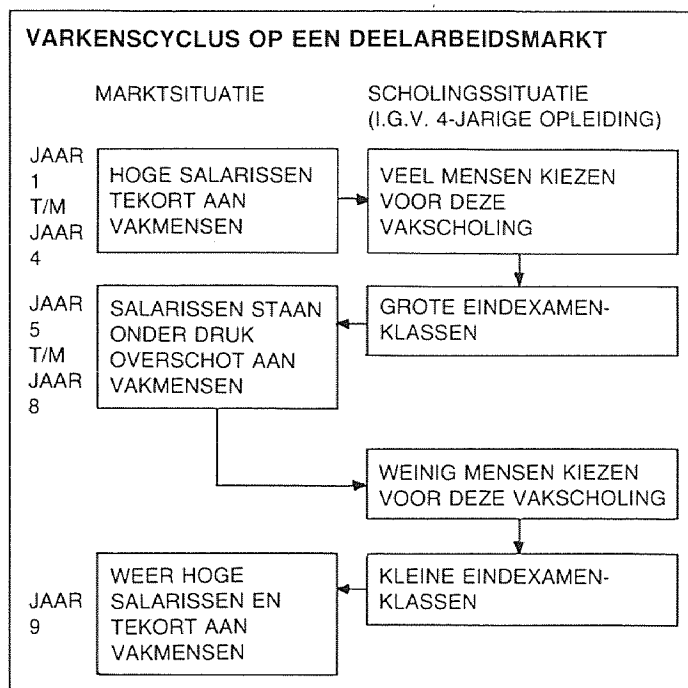 VARKENSCYCLUS OP EEN DEELARBEIDSMARKT
MARKTSITUATIE
SCHOLINGSSITUATIE
(I.G.V. 4-JARIGE OPLEIDING)
JAAR
1
T/M
JAAR
4
HOGE SALARISSEN
TEKORT AAN
VAKMENSEN
VEEL MENSEN KIEZEN
VOOR DEZE
VAKSCHOLING
JAAR
5
T/M
JAAR
8
SALARISSEN STAAN
ONDER DRUK
OVERSCHOT AAN
VAKMENSEN
GROTE EINDEXAMEN-
KLASSEN
WEINIG MENSEN KIEZEN
VOOR DEZE VAKSCHOLING
JAAR
9
WEER HOGE
SALARISSEN EN
TEKORT AAN
VAKMENSEN
KLEINE EINDEXAMEN-
KLASSEN